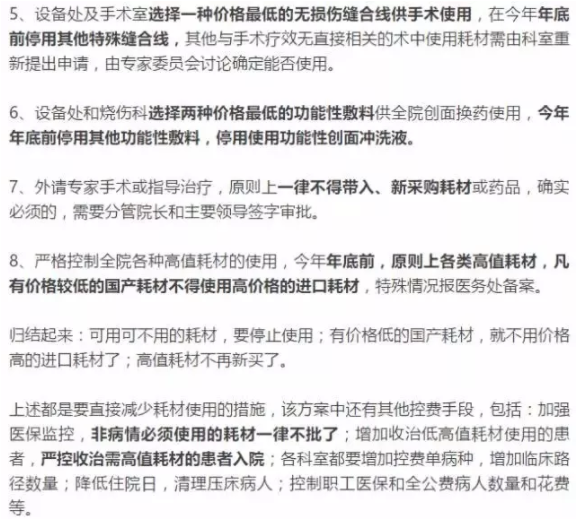 5、设备处及手术室选择一种价格最低的无损伤缝合线供手术使用，在今年年底
前停用其他特殊缝合线，其他与手术疗效无直接相关的术中使用耗材需由科室重
新提出申请，由专家委员会讨论确定能否使用。
6、设备处和烧伤科选择两种价格最低的功能性敷料供全院创面换药使用，今年
年底前停用其他功能性敷料，停用使用功能性创面冲洗液。
7、外请专家手术或指导治疗，原则上一律不得带入、新采购耗材或药品，确实
必须的，需要分管院长和主要领导签字审批。
8、严格控制全院各种高值耗材的使用，今年年底前，原则上各类高值耗材，凡
有价格较低的国产耗材不得使用高价格的进口耗材，特殊情况报医务处备案。
归结起来：可用可不用的耗材，要停止使用；有价格低的国产耗材，就不用价格
高的进口耗材了；高值耗材不再新买了。
上述都是要直接减少耗材使用的措施，该方案中还有其他控费手段，包括：加强
医保监控，非病情必须使用的耗材一律不批了；增加收治低高值耗材使用的患
者，严控收治需高值耗材的患者入院；各科室都要增加控费单病种，增加临床路
径数量；降低住院日，清理压床病人；控制职工医保和全公费病人数量和花费
等。